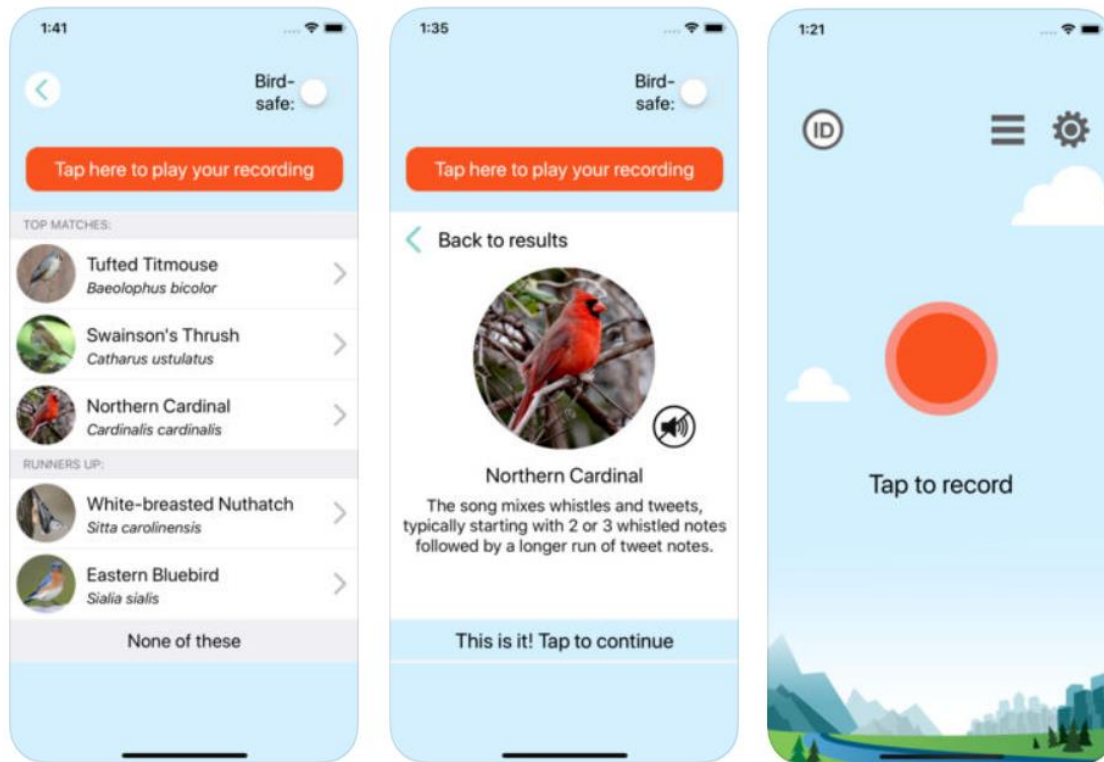 1:41
Bird-
safe:
Tap here to play your recording
TOP MATCHES:
Tufted Titmouse
Baeolophus bicolor
Swainson's Thrush
Catharus ustulatus
Northern Cardinal
Cardinalis cardinalis
RUNNERS UP:
White-breasted Nuthatch
Sitta carolinensis
Eastern Bluebird
Sialia sialis
None of these
1:35
Bird-
safe:
Tap here to play your recording
Back to results
Northern Cardinal
The song mixes whistles and tweets,
typically starting with 2 or 3 whistled notes
followed by a longer run of tweet notes.
This is it! Tap to continue
1:21
ID
Tap to record